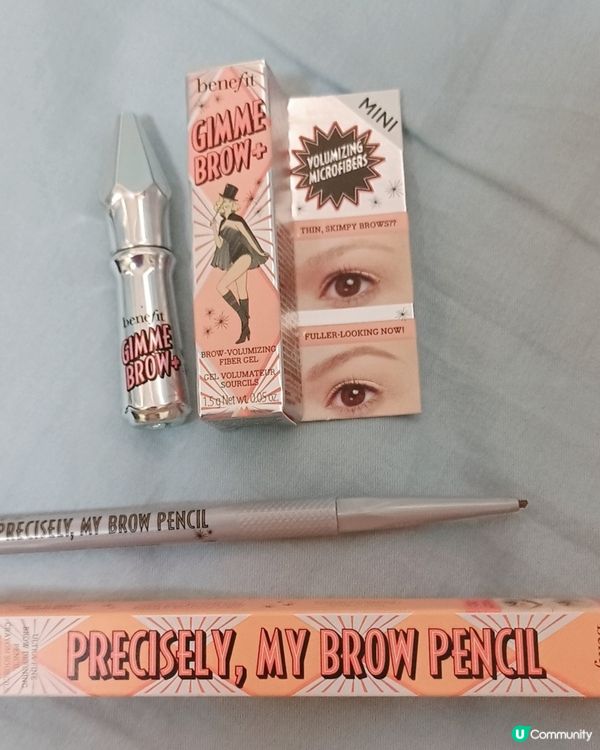 benefit
GIMME
BROW+
BROW-VOLUMIZING
FIBER GEL
GEL VOLUMATEUR
SOURCILS
1.5 g Net wt. 0.05 oz.
MINI
VOLUMIZING
MICROFIBERS
THIN, SKIMPY BROWS??
FULLER-LOOKING NOW!
benefit
GIMME
BROW+
PRECISELY, MY BROW PENCIL
PRECISELY, MY BROW PENCIL
U Community